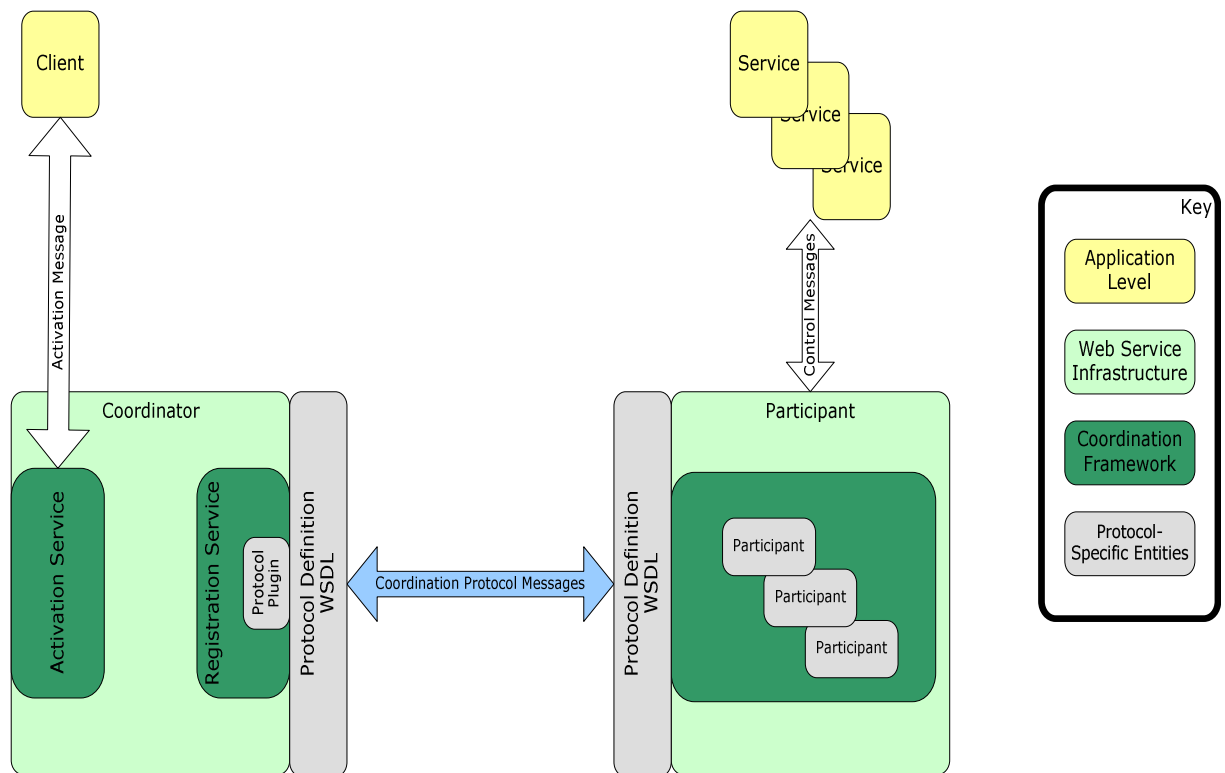 Client
Service
Service
Service
Activation Message
Control Messages
Key
Application
Level
Web Service
Infrastructure
Coordination
Framework
Protocol-
Specific Entities
Coordinator
Activation Service
Registration Service
Protocol
Plugin
Protocol Definition
WSDL
Coordination Protocol Messages
Protocol Definition
WSDL
Participant
Participant
Participant
Participant